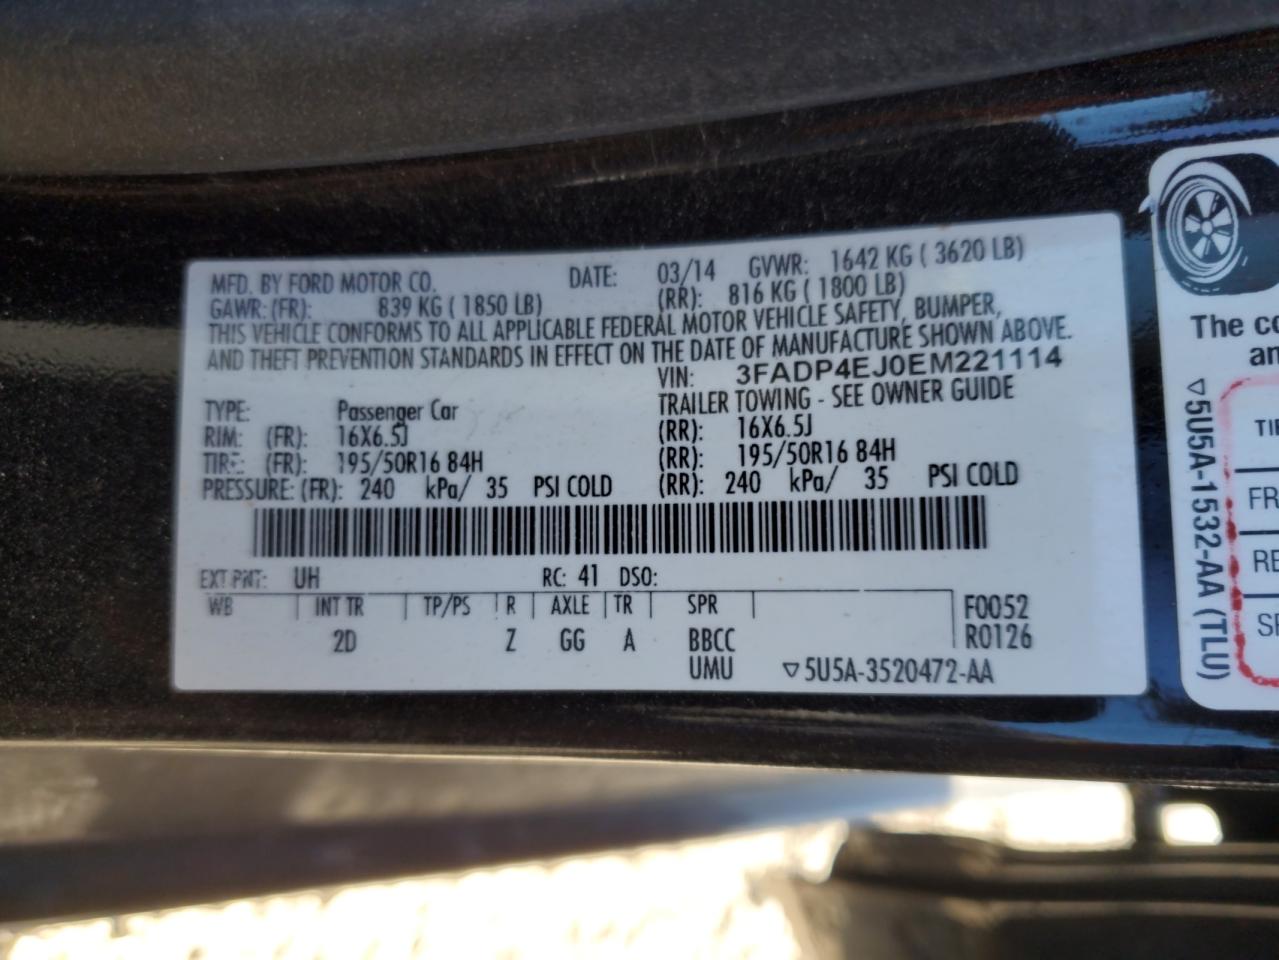 MFD. BY FORD MOTOR CO. DATE: 03/14 GVWR: 1642 KG ( 3620 LB)
GAWR: (FR): 839 KG ( 1850 LB) (RR): 816 KG ( 1800 LB)
THIS VEHICLE CONFORMS TO ALL APPLICABLE FEDERAL MOTOR VEHICLE SAFETY, BUMPER,
AND THEFT PREVENTION STANDARDS IN EFFECT ON THE DATE OF MANUFACTURE SHOWN ABOVE.
VIN: 3FADP4EJ0EM221114
TYPE: Passenger Car TRAILER TOWING - SEE OWNER GUIDE
RIM: (FR): 16X6.5J (RR): 16X6.5J
TIRE: (FR): 195/50R16 84H (RR): 195/50R16 84H
PRESSURE: (FR): 240 kPa/ 35 PSI COLD (RR): 240 kPa/ 35 PSI COLD
EXT PNT: UH RC: 41 DSO:
WB INT TR TP/PS R AXLE TR SPR F0052
2D Z GG A BBCC R0126
UMU ▽5U5A-3520472-AA
The co
an
▽5U5A-1532-AA (TLU)
TIR
FR
RE
SP